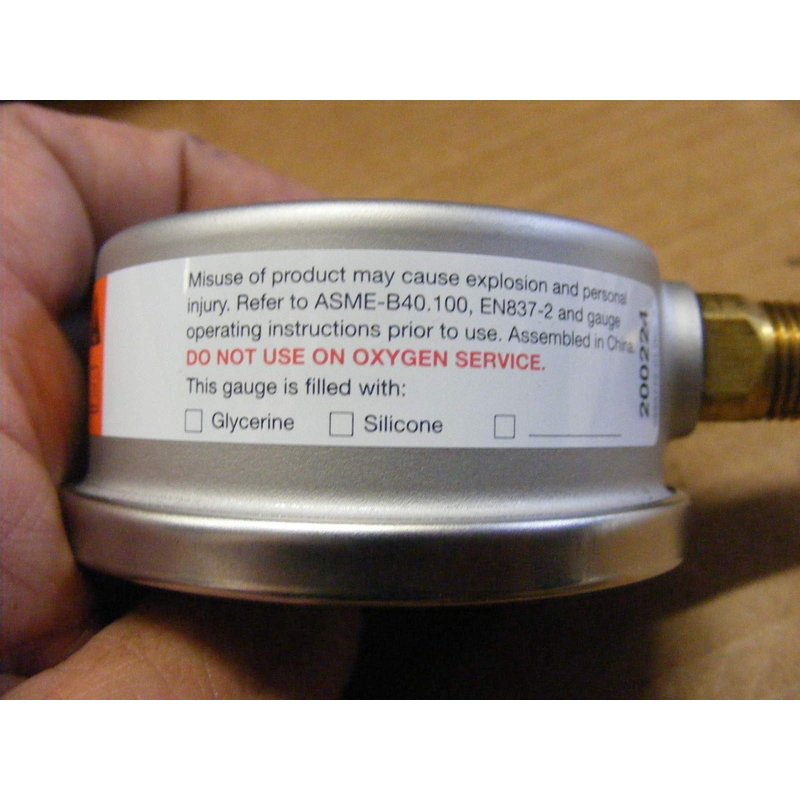 Misuse of product may cause explosion and personal
injury. Refer to ASME-B40.100, EN837-2 and gauge
operating instructions prior to use. Assembled in China.
DO NOT USE ON OXYGEN SERVICE.
This gauge is filled with:
Glycerine Silicone
200224